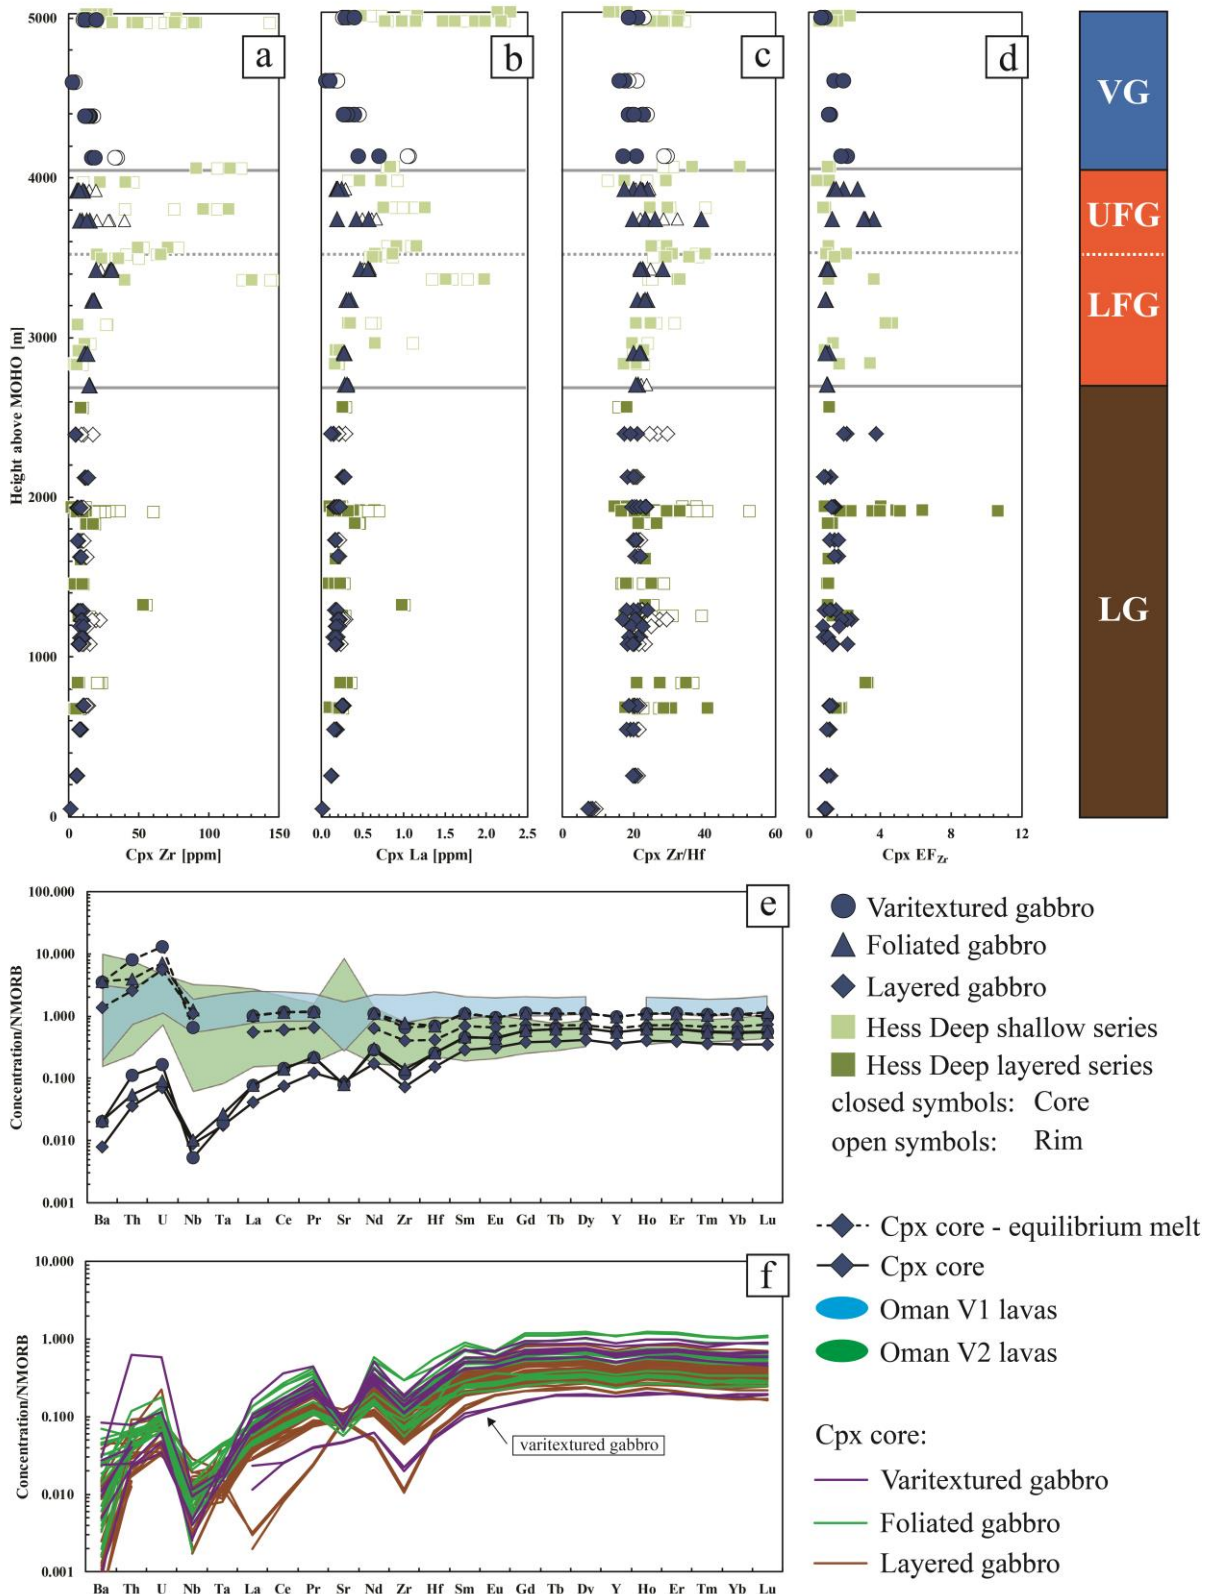 a
b
c
d
5000
4000
3000
2000
1000
0
Height above MOHO [m]
0 50 100 150
Cpx Zr [ppm]
0.0 0.5 1.0 1.5 2.0 2.5
Cpx La [ppm]
0 20 40 60
Cpx Zr/Hf
0 4 8 12
Cpx EFZr
VG
UFG
LFG
LG
e
100.000
10.000
1.000
0.100
0.010
0.001
Concentration/NMORB
Ba Th U Nb Ta La Ce Pr Sr Nd Zr Hf Sm Eu Gd Tb Dy Y Ho Er Tm Yb Lu
Varitextured gabbro
Foliated gabbro
Layered gabbro
Hess Deep shallow series
Hess Deep layered series
closed symbols: Core
open symbols: Rim
Cpx core - equilibrium melt
Cpx core
Oman V1 lavas
Oman V2 lavas
f
10.000
1.000
0.100
0.010
0.001
Concentration/NMORB
varitextured gabbro
Ba Th U Nb Ta La Ce Pr Sr Nd Zr Hf Sm Eu Gd Tb Dy Y Ho Er Tm Yb Lu
Cpx core:
Varitextured gabbro
Foliated gabbro
Layered gabbro